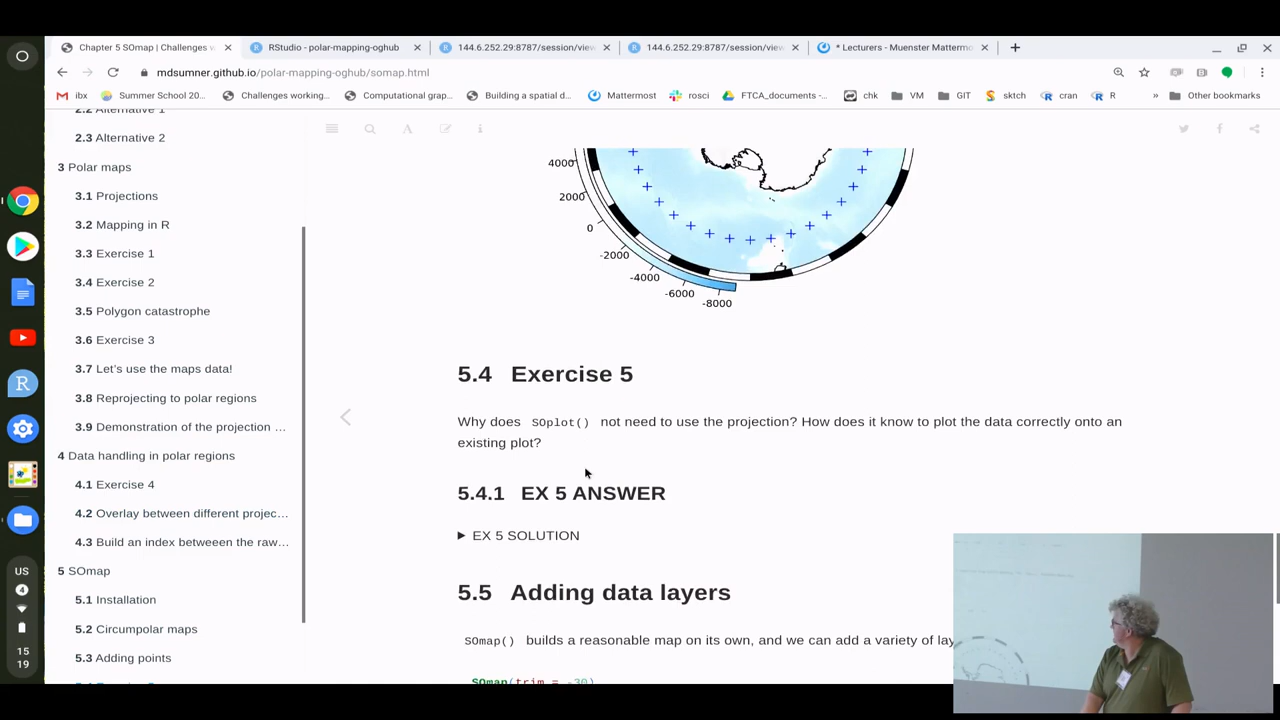 Chapter 5 SOmap | Challenges w
RStudio - polar-mapping-oghub
144.6.252.29:8787/session/view
144.6.252.29:8787/session/view
* Lecturers - Muenster Mattermo
mdsumner.github.io/polar-mapping-oghub/somap.html
ibx
Summer School 20...
Challenges working...
Computational grap...
Building a spatial d...
Mattermost
rosci
FTCA_documents -...
chk
VM
GIT
sktch
cran
R
»
Other bookmarks
2.2 Alternative 1
2.3 Alternative 2
3 Polar maps
3.1 Projections
3.2 Mapping in R
3.3 Exercise 1
3.4 Exercise 2
3.5 Polygon catastrophe
3.6 Exercise 3
3.7 Let's use the maps data!
3.8 Reprojecting to polar regions
3.9 Demonstration of the projection ...
4 Data handling in polar regions
4.1 Exercise 4
4.2 Overlay between different projec...
4.3 Build an index betweeen the raw...
5 SOmap
5.1 Installation
5.2 Circumpolar maps
5.3 Adding points
4000
2000
0
-2000
-4000
-6000
-8000
5.4 Exercise 5
Why does SOplot() not need to use the projection? How does it know to plot the data correctly onto an
existing plot?
5.4.1 EX 5 ANSWER
▶ EX 5 SOLUTION
5.5 Adding data layers
SOmap() builds a reasonable map on its own, and we can add a variety of lay
SOmap(trim = -30)
US
4
15
19